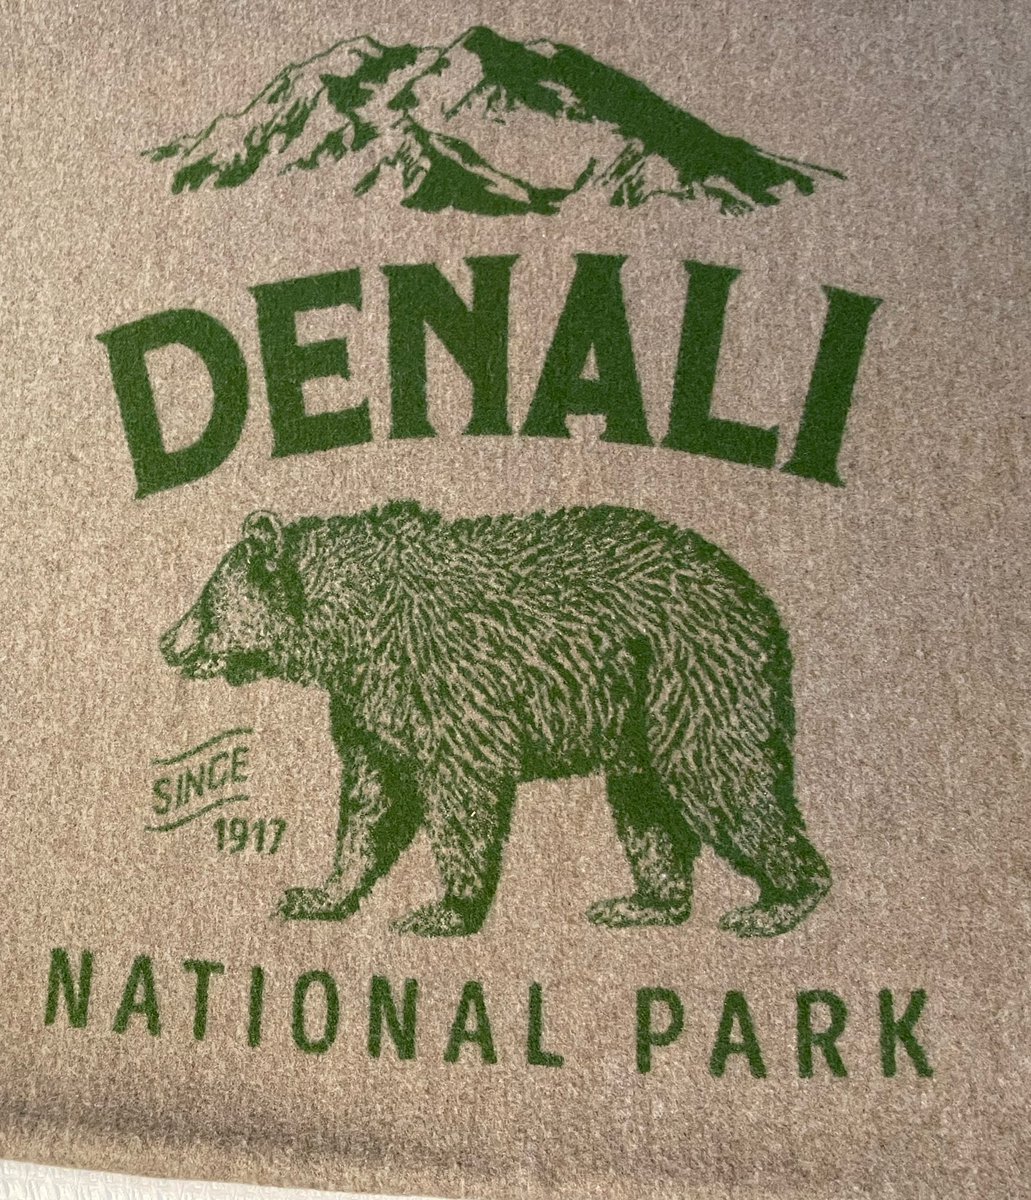 DENALI
SINCE
1917
NATIONAL PARK